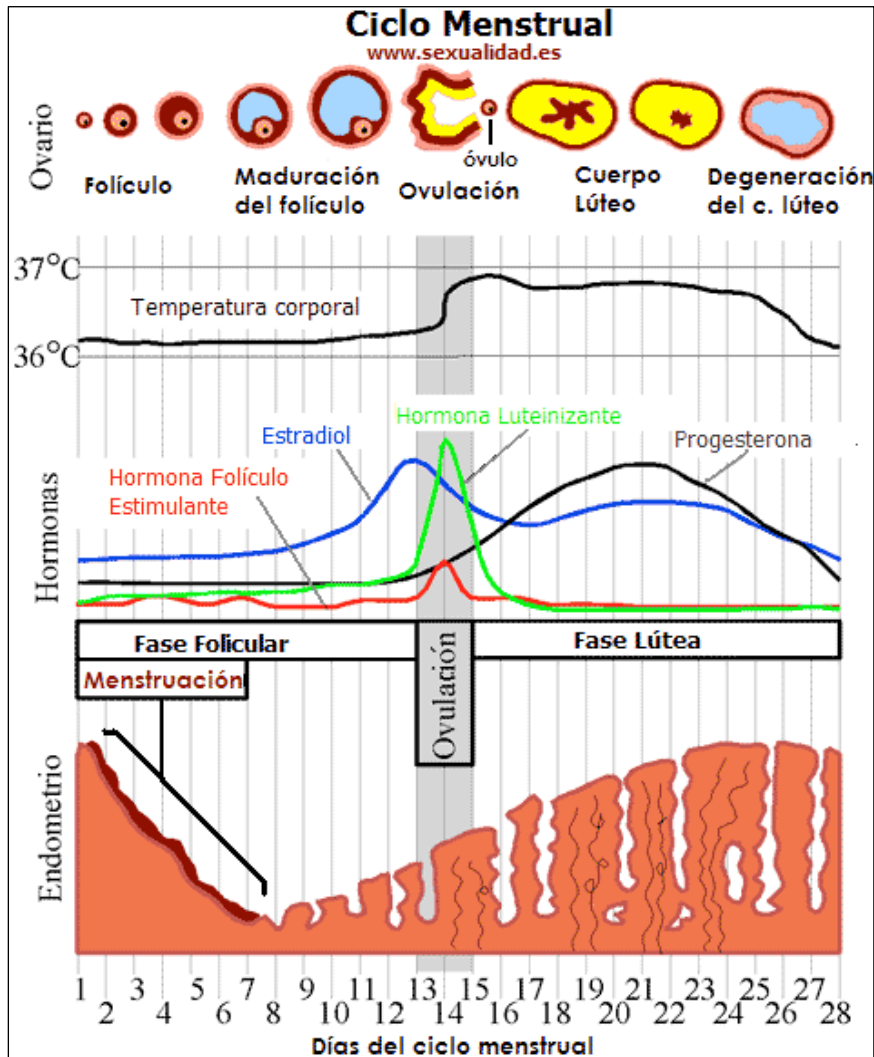 Ciclo Menstrual
www.sexualidad.es
Ovario
óvulo
Folículo
Maduración
del folículo
Ovulación
Cuerpo
Lúteo
Degeneración
del c. lúteo
37°C
Temperatura corporal
36°C
Hormonas
Hormona Luteinizante
Estradiol
Progesterona
Hormona Folículo
Estimulante
Fase Folicular
Ovulación
Fase Lútea
Menstruación
Endometrio
1 3 4 5 7 9 11 13 15 17 19 21 23 25 27
2 4 6 8 10 12 14 16 18 20 22 24 26 28
Días del ciclo menstrual